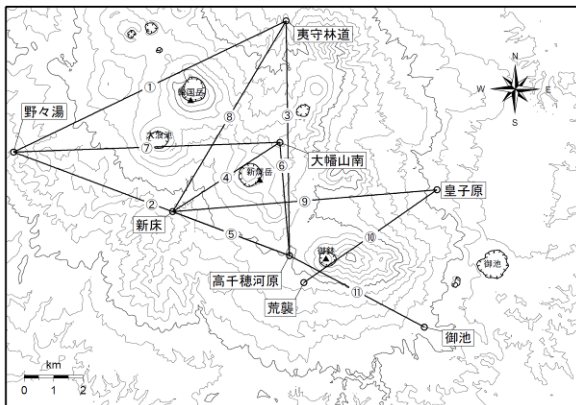 夷守林道
N
W
E
S
①
韓国岳
③
⑧
野々湯
大浪池
⑦
⑥
大幡山南
④
新燃岳
皇子原
②
⑨
新床
⑤
⑩
御鉢
御池
高千穂河原
⑪
荒襲
御池
km
0 1 2